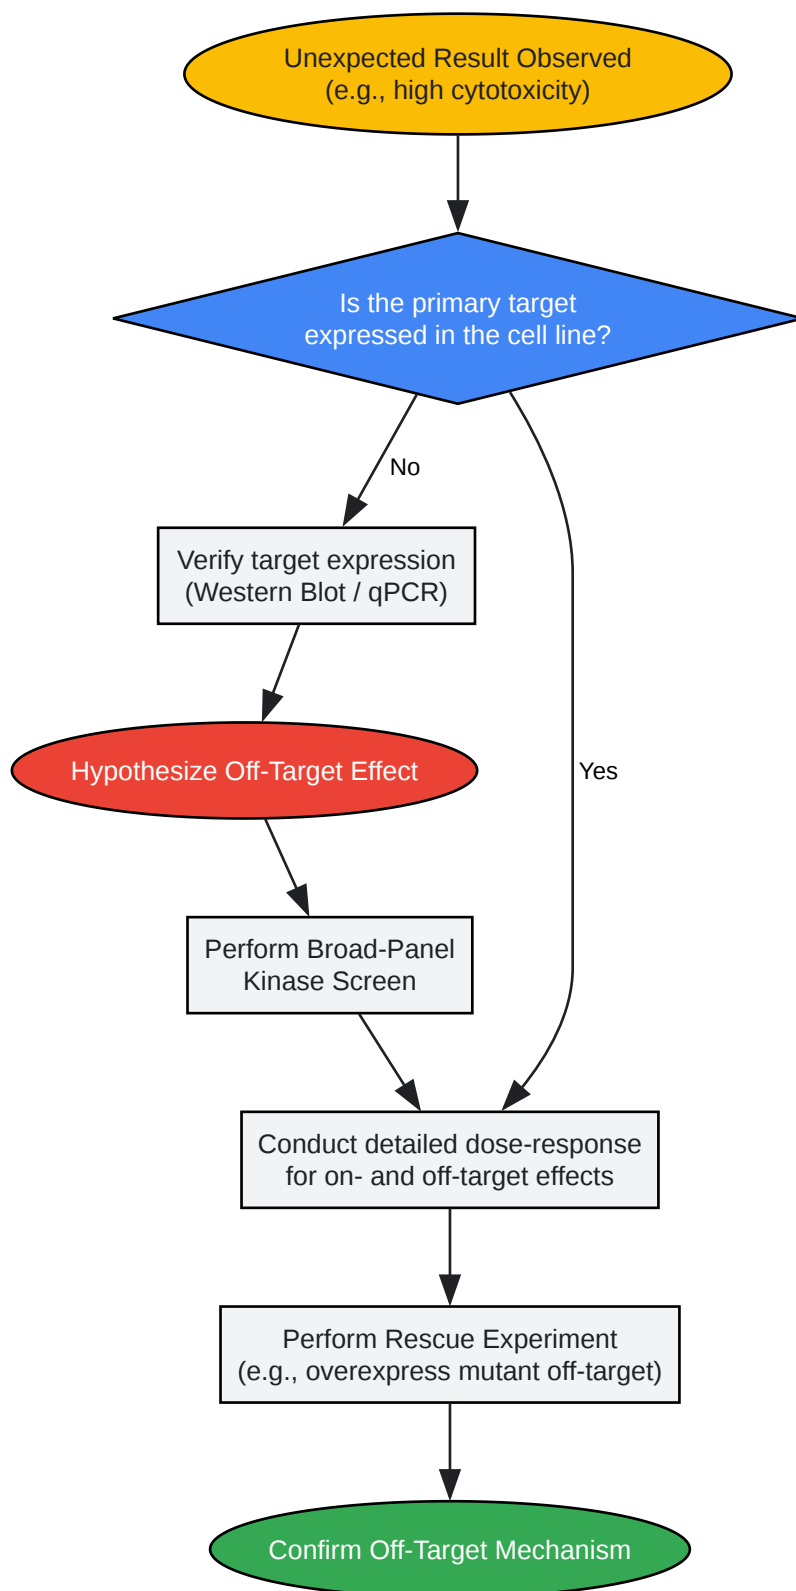 Unexpected Result Observed
(e.g., high cytotoxicity)
Is the primary target
expressed in the cell line?
No
Verify target expression
(Western Blot / qPCR)
Hypothesize Off-Target Effect
Yes
Perform Broad-Panel
Kinase Screen
Conduct detailed dose-response
for on- and off-target effects
Perform Rescue Experiment
(e.g., overexpress mutant off-target)
Confirm Off-Target Mechanism